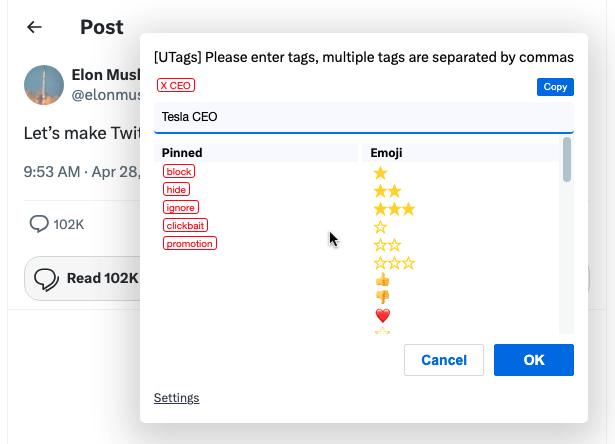 Post
[UTags] Please enter tags, multiple tags are separated by commas
Elon Mus
@elonmus
X CEO
Copy
Tesla CEO
Let's make Twit
Pinned
Emoji
block
hide
ignore
clickbait
promotion
9:53 AM · Apr 28,
102K
Read 102K
Cancel
OK
Settings